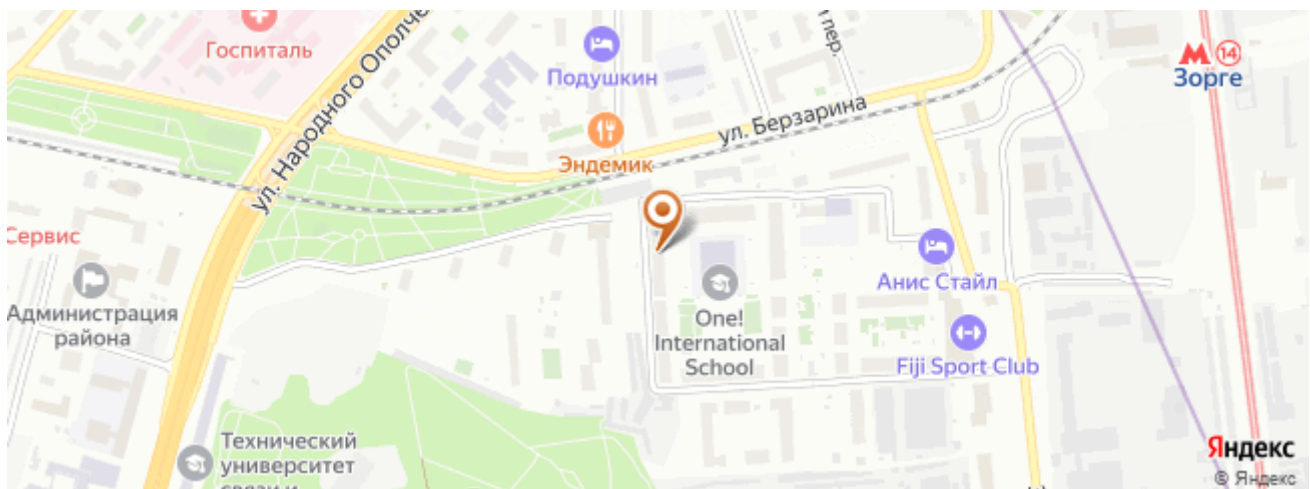 Госпиталь
ул. Народного Ополче
Подушкин
пер.
14
Зорге
ул. Берзарина
Эндемик
Сервис
Администрация
района
Анис Стайл
One!
International
School
Fiji Sport Club
Технический
университет
связи и
Яндекс
© Яндекс